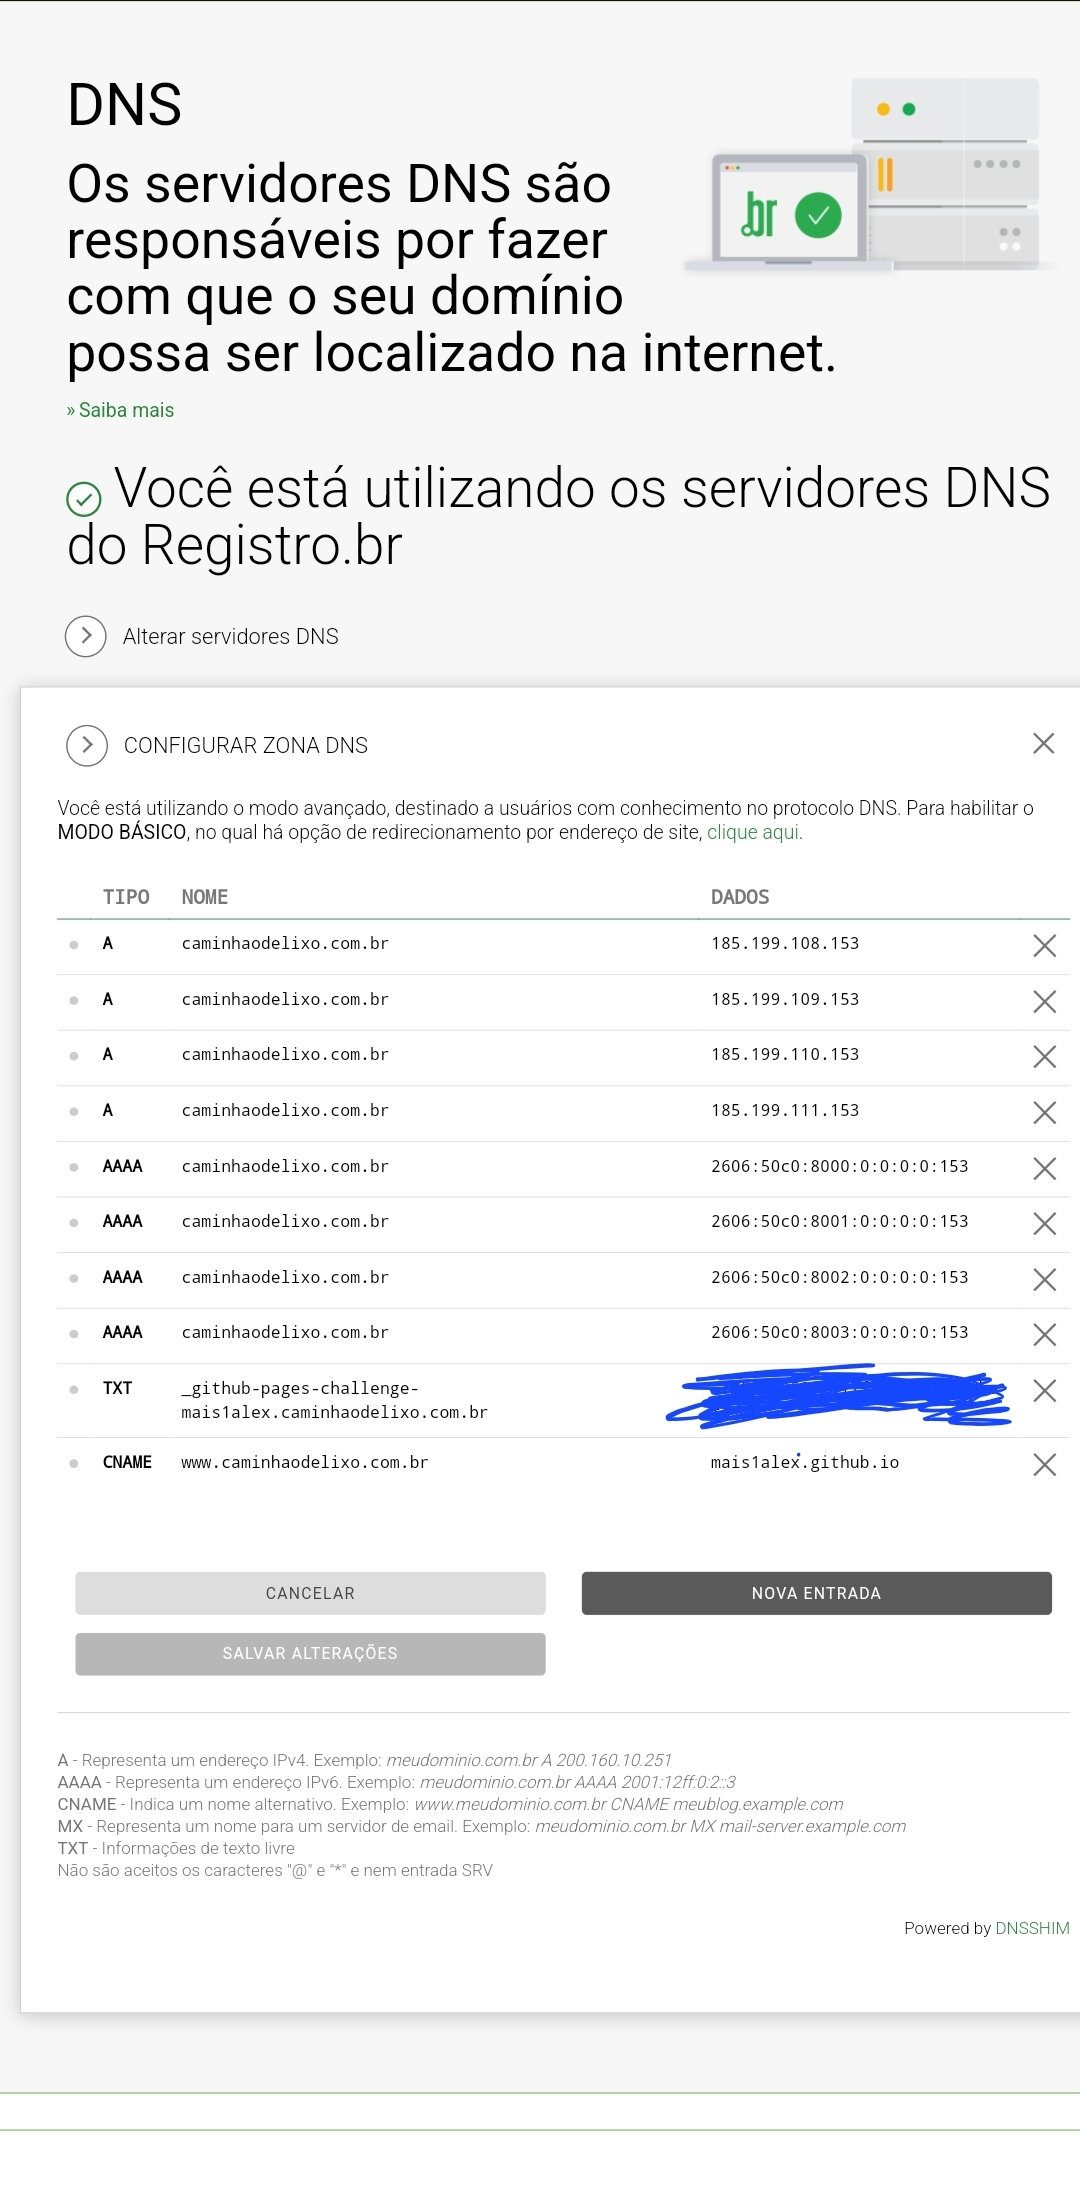 DNS
Os servidores DNS são
responsáveis por fazer
com que o seu domínio
possa ser localizado na internet.
.br
» Saiba mais
Você está utilizando os servidores DNS
do Registro.br
Alterar servidores DNS
CONFIGURAR ZONA DNS
Você está utilizando o modo avançado, destinado a usuários com conhecimento no protocolo DNS. Para habilitar o
MODO BÁSICO, no qual há opção de redirecionamento por endereço de site, clique aqui.
TIPO NOME DADOS
A caminhaodelixo.com.br 185.199.108.153
A caminhaodelixo.com.br 185.199.109.153
A caminhaodelixo.com.br 185.199.110.153
A caminhaodelixo.com.br 185.199.111.153
AAAA caminhaodelixo.com.br 2606:50c0:8000:0:0:0:0:153
AAAA caminhaodelixo.com.br 2606:50c0:8001:0:0:0:0:153
AAAA caminhaodelixo.com.br 2606:50c0:8002:0:0:0:0:153
AAAA caminhaodelixo.com.br 2606:50c0:8003:0:0:0:0:153
TXT _github-pages-challenge-
mais1alex.caminhaodelixo.com.br
CNAME www.caminhaodelixo.com.br mais1alex.github.io
CANCELAR NOVA ENTRADA
SALVAR ALTERAÇÕES
A - Representa um endereço IPv4. Exemplo: meudominio.com.br A 200.160.10.251
AAAA - Representa um endereço IPv6. Exemplo: meudominio.com.br AAAA 2001:12ff:0:2::3
CNAME - Indica um nome alternativo. Exemplo: www.meudominio.com.br CNAME meublog.example.com
MX - Representa um nome para um servidor de email. Exemplo: meudominio.com.br MX mail-server.example.com
TXT - Informações de texto livre
Não são aceitos os caracteres "@" e "*" e nem entrada SRV
Powered by DNSSHIM